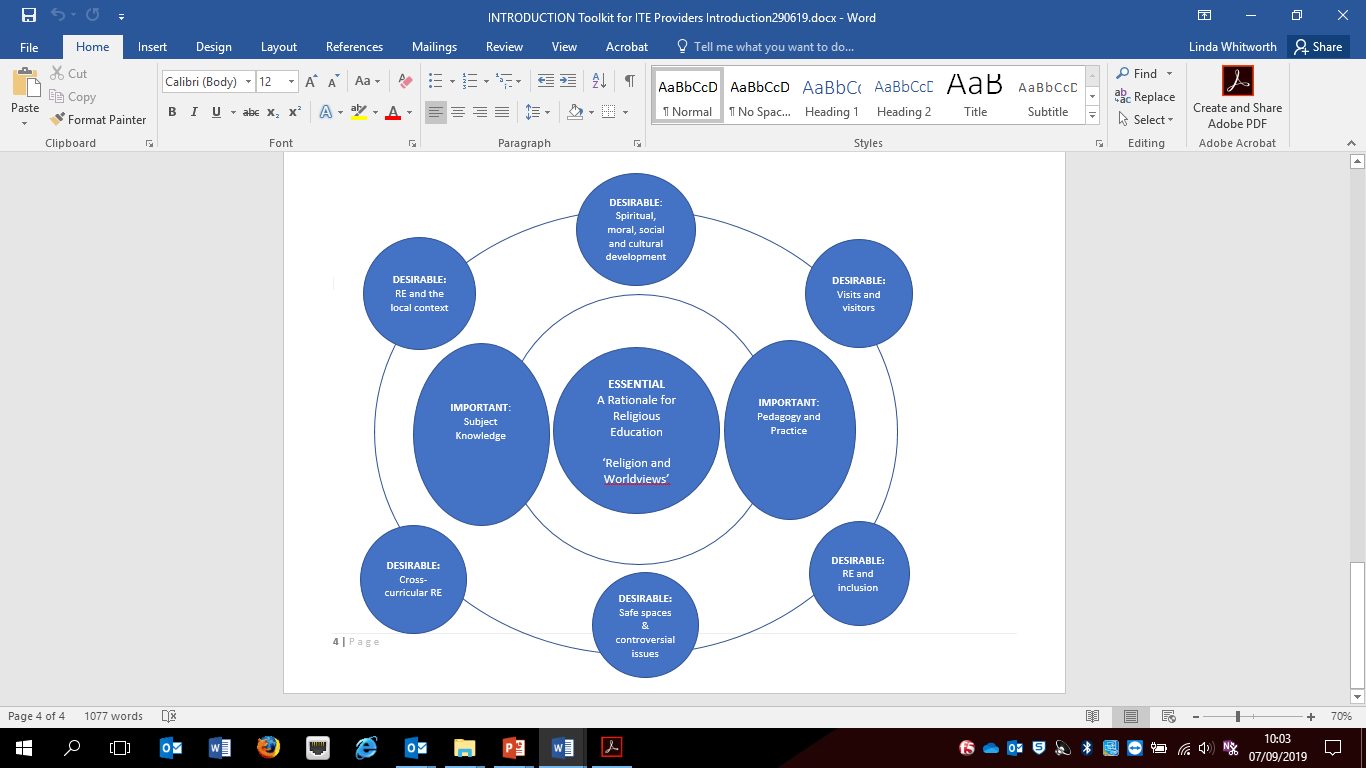 INTRODUCTION Toolkit for ITE Providers Introduction290619.docx - Word
File
Home
Insert
Design
Layout
References
Mailings
Review
View
Acrobat
Tell me what you want to do...
Linda Whitworth
Share
Paste
Cut
Copy
Format Painter
Clipboard
Calibri (Body)
12
Font
Paragraph
AaBbCcD
¶ Normal
AaBbCcD
¶ No Spac...
AaBbCc
Heading 1
AaBbCcD
Heading 2
AaB
Title
AaBbCcD
Subtitle
Styles
Find
Replace
Select
Editing
Create and Share
Adobe PDF
Adobe Acrobat
DESIRABLE:
Spiritual,
moral, social
and cultural
development
DESIRABLE:
RE and the
local context
DESIRABLE:
Visits and
visitors
IMPORTANT:
Subject
Knowledge
ESSENTIAL
A Rationale for
Religious
Education
‘Religion and
Worldviews’
IMPORTANT:
Pedagogy and
Practice
DESIRABLE:
Cross-
curricular RE
DESIRABLE:
Safe spaces
&
controversial
issues
DESIRABLE:
RE and
inclusion
4 | Page
Page 4 of 4
1077 words
70%
10:03
07/09/2019